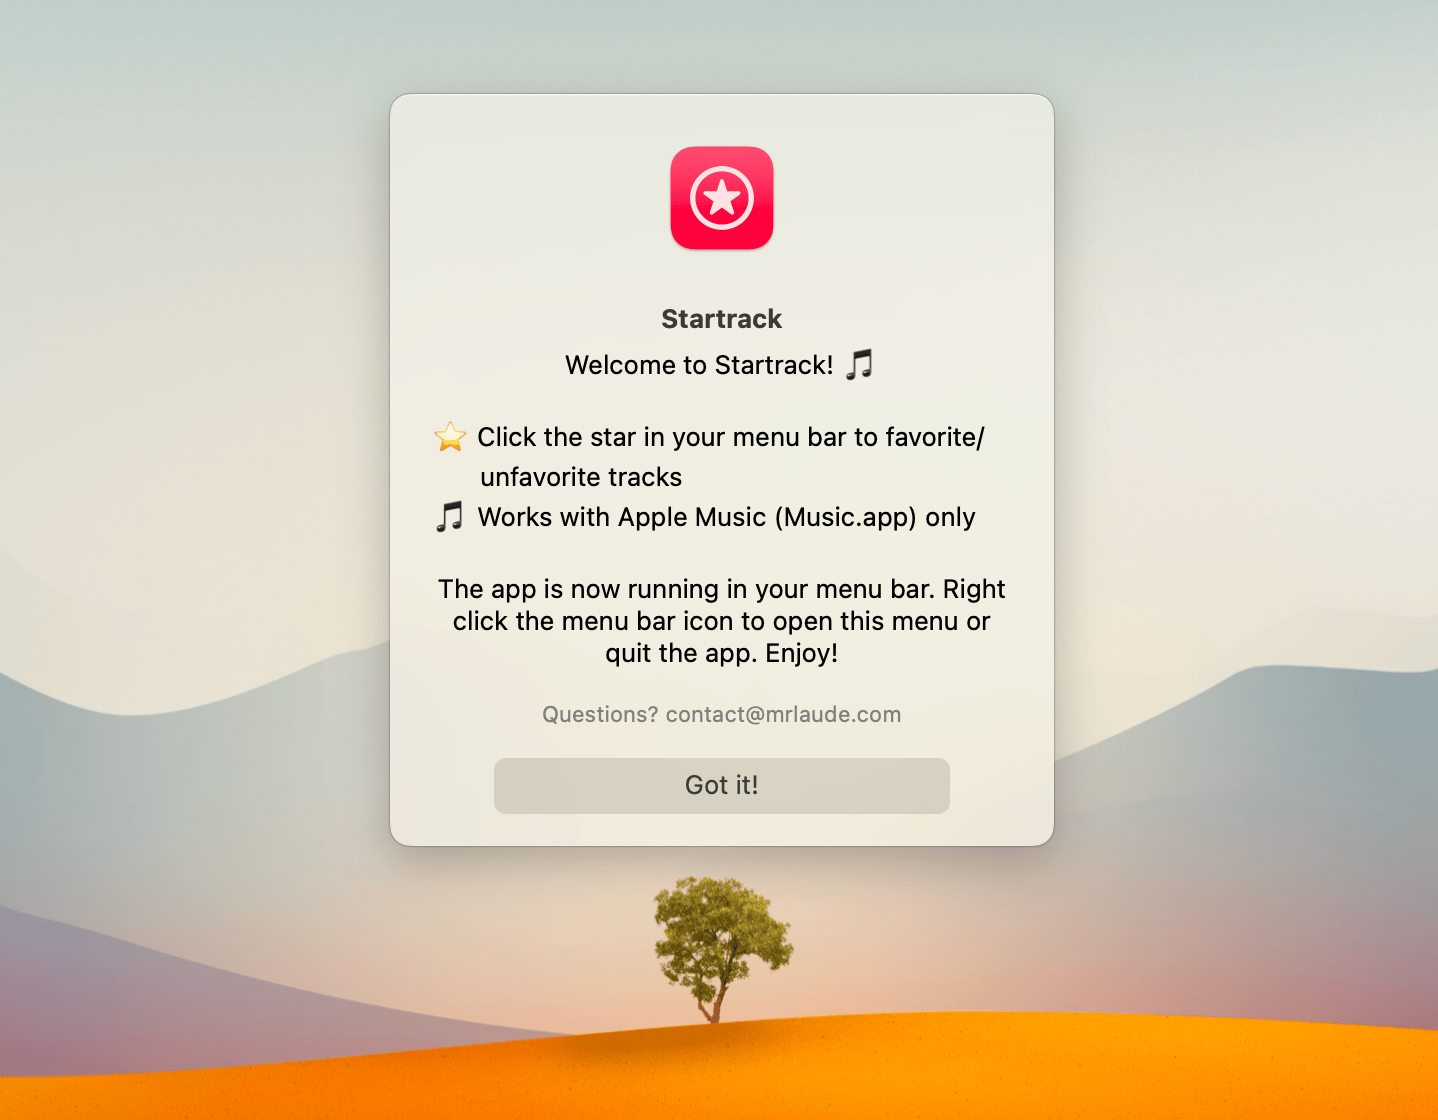 Startrack
Welcome to Startrack! 🎵
⭐ Click the star in your menu bar to favorite/
unfavorite tracks
🎵 Works with Apple Music (Music.app) only
The app is now running in your menu bar. Right
click the menu bar icon to open this menu or
quit the app. Enjoy!
Questions? contact@mrlaude.com
Got it!